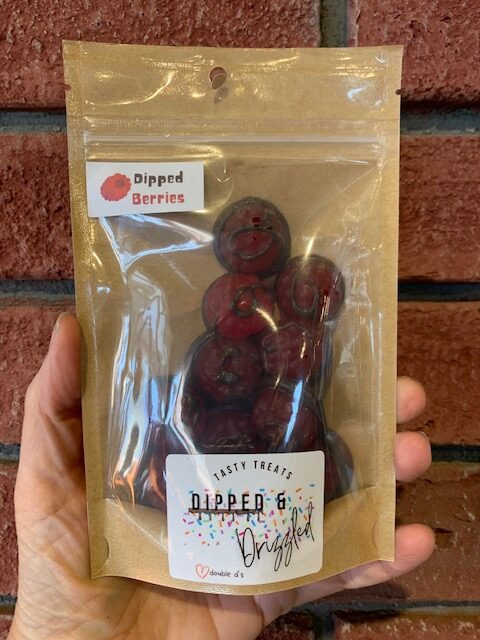 Dipped
Berries
TASTY TREATS
DIPPED &
Drizzled
double d's